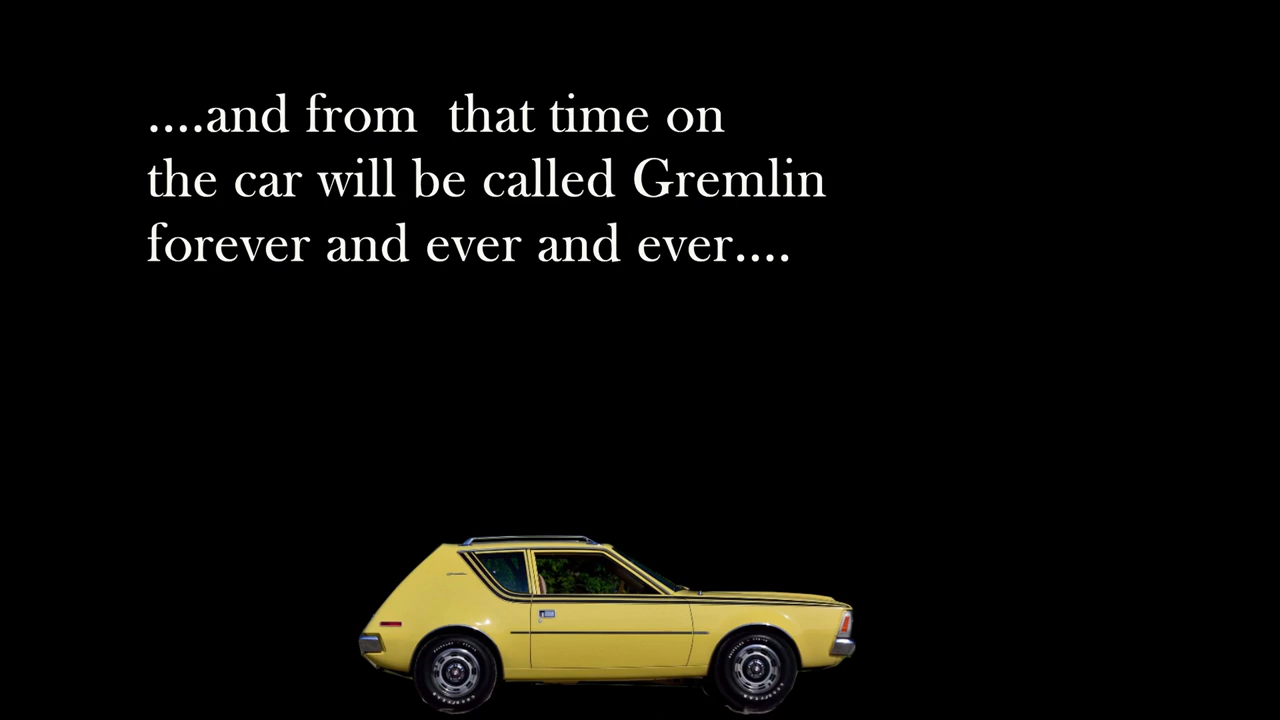 ....and from  that time on
the car will be called Gremlin
forever and ever and ever....